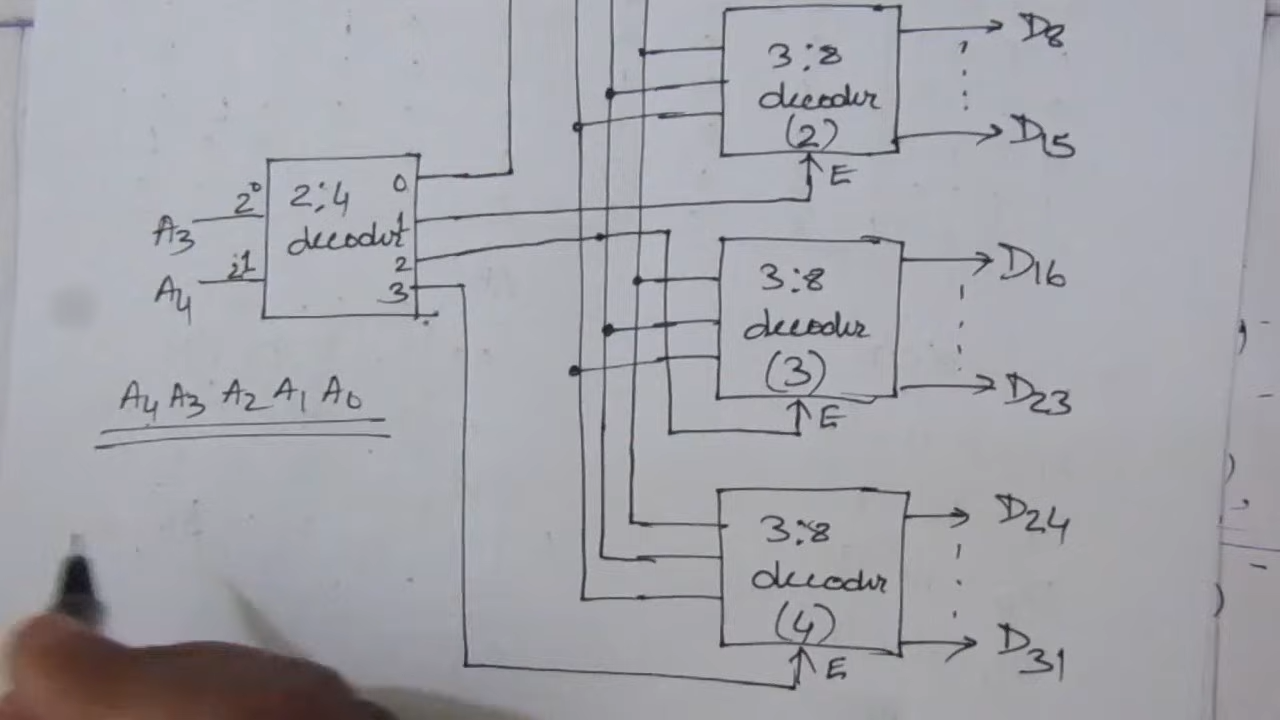 3:8
decoder
(2)
E
D8
D15
2:4
decoder
A3
2⁰
A4
2¹
0
1
2
3
A4 A3 A2 A1 A0
3:8
decoder
(3)
E
D16
D23
3:8
decoder
(4)
E
D24
D31